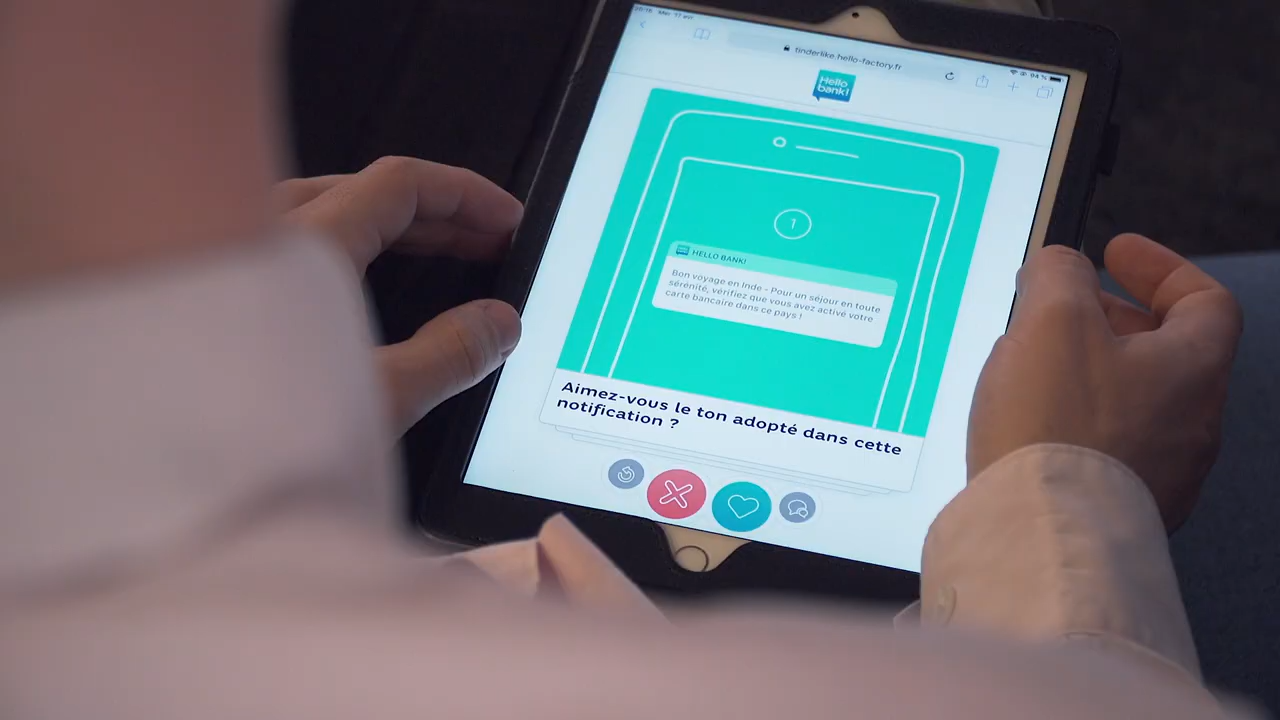 tinderlike.hello-factory.fr
94 %
Hello
bank!
1
HELLO BANK!
Bon voyage en Inde - Pour un séjour en toute
sérénité, vérifiez que vous avez activé votre
carte bancaire dans ce pays !
Aimez-vous le ton adopté dans cette
notification ?